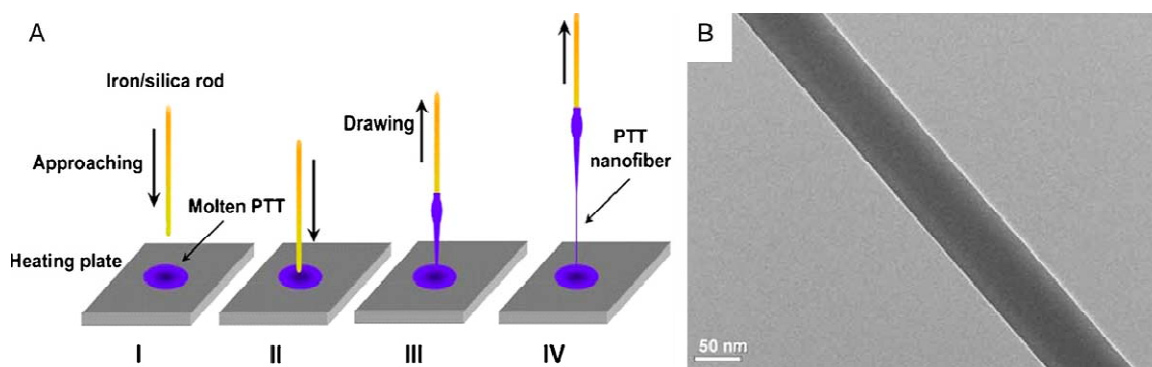 A
Iron/silica rod
Approaching
Molten PTT
Heating plate
Drawing
PTT
nanofiber
I
II
III
IV
B
50 nm